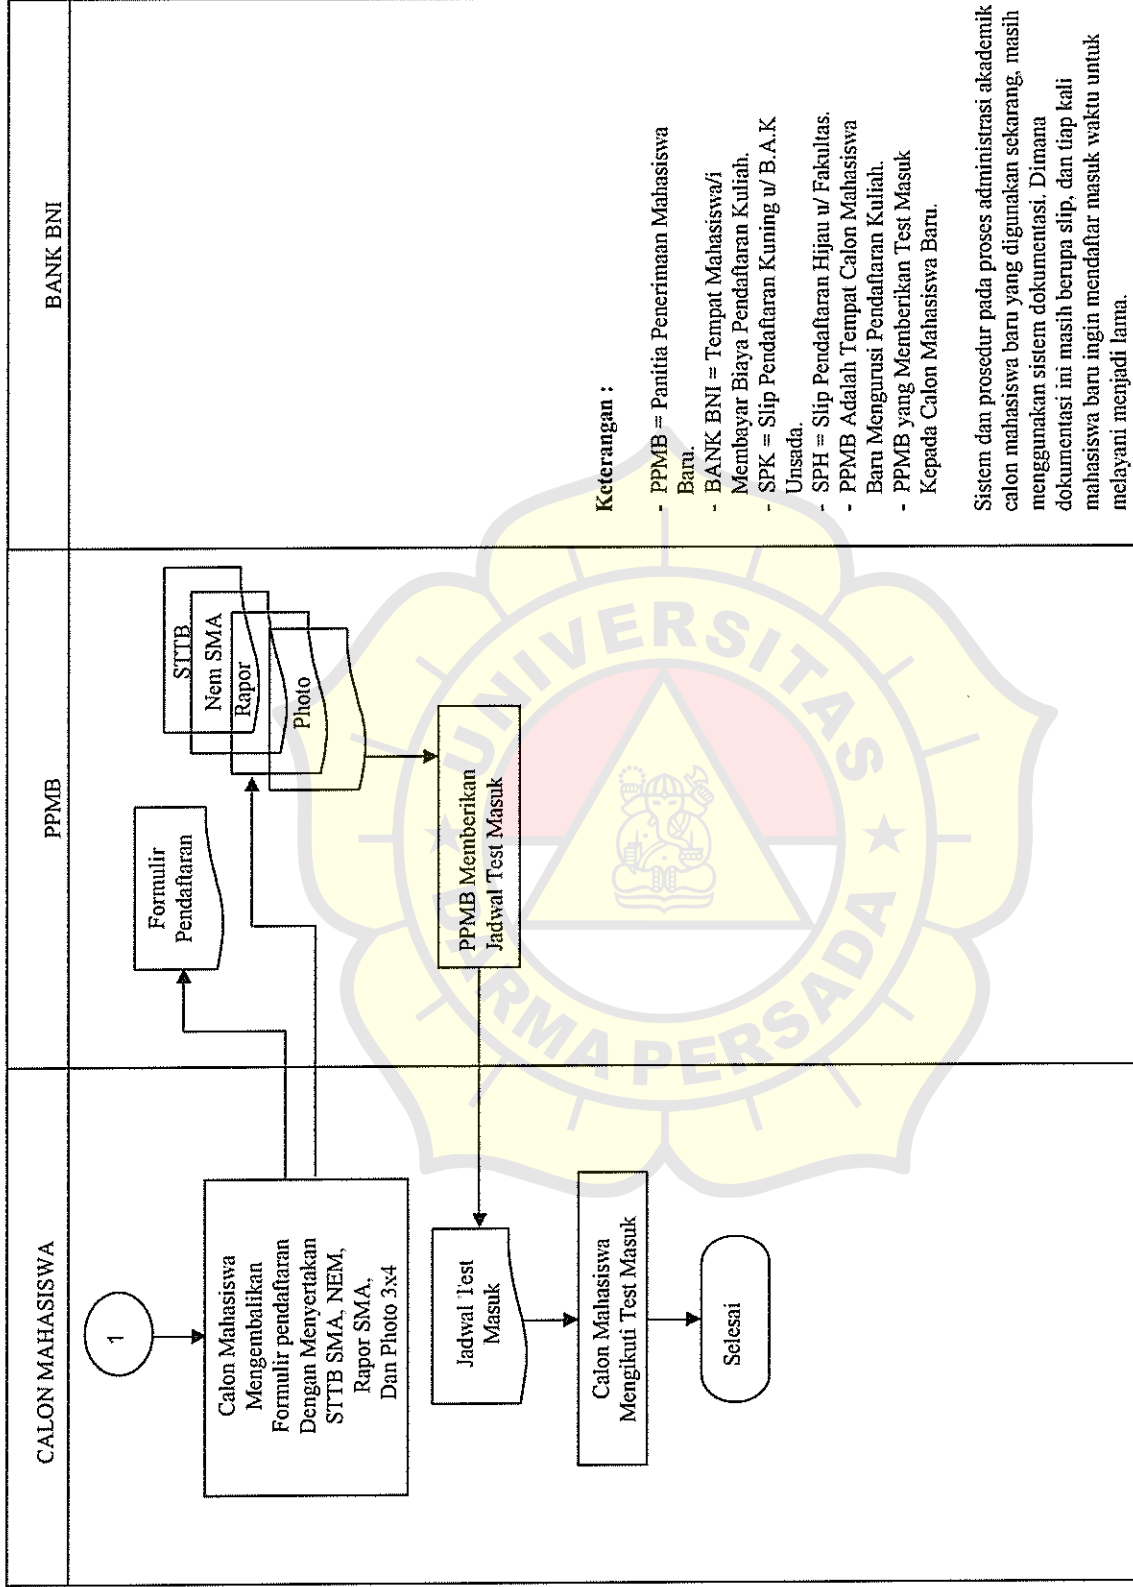 CALON MAHASISWA
PPMB
BANK BNI
1
Calon Mahasiswa
Mengembalikan
Formulir pendaftaran
Dengan Menyertakan
STTB SMA, NEM,
Rapor SMA,
Dan Photo 3x4
Formulir
Pendaftaran
STTB
Nem SMA
Rapor
Photo
PPMB Memberikan
Jadwal Test Masuk
Jadwal Test
Masuk
Calon Mahasiswa
Mengikuti Test Masuk
Selesai
Keterangan :
- PPMB = Panitia Penerimaan Mahasiswa
Baru.
- BANK BNI = Tempat Mahasiswa/i
Membayar Biaya Pendaftaran Kuliah.
- SPK = Slip Pendaftaran Kuning u/ B.A.K
Unsada.
- SPH = Slip Pendaftaran Hijau u/ Fakultas.
- PPMB Adalah Tempat Calon Mahasiswa
Baru Mengurusi Pendaftaran Kuliah.
- PPMB yang Memberikan Test Masuk
Kepada Calon Mahasiswa Baru.
Sistem dan prosedur pada proses administrasi akademik
calon mahasiswa baru yang digunakan sekarang, masih
menggunakan sistem dokumentasi. Dimana
dokumentasi ini masih berupa slip, dan tiap kali
mahasiswa baru ingin mendaftar masuk waktu untuk
melayani menjadi lama.
UNIVERSITAS
DARMA PERSADA